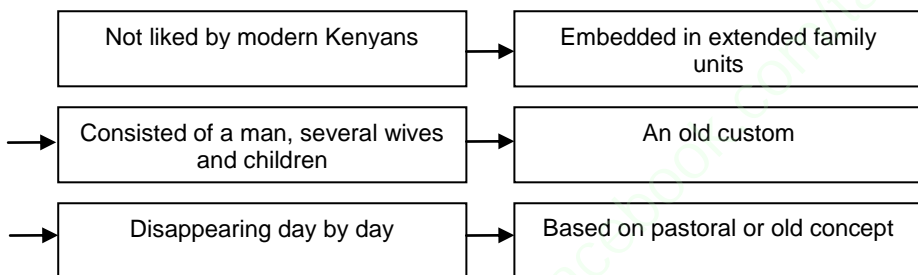 Not liked by modern Kenyans
Embedded in extended family
units
Consisted of a man, several wives
and children
An old custom
Disappearing day by day
Based on pastoral or old concept